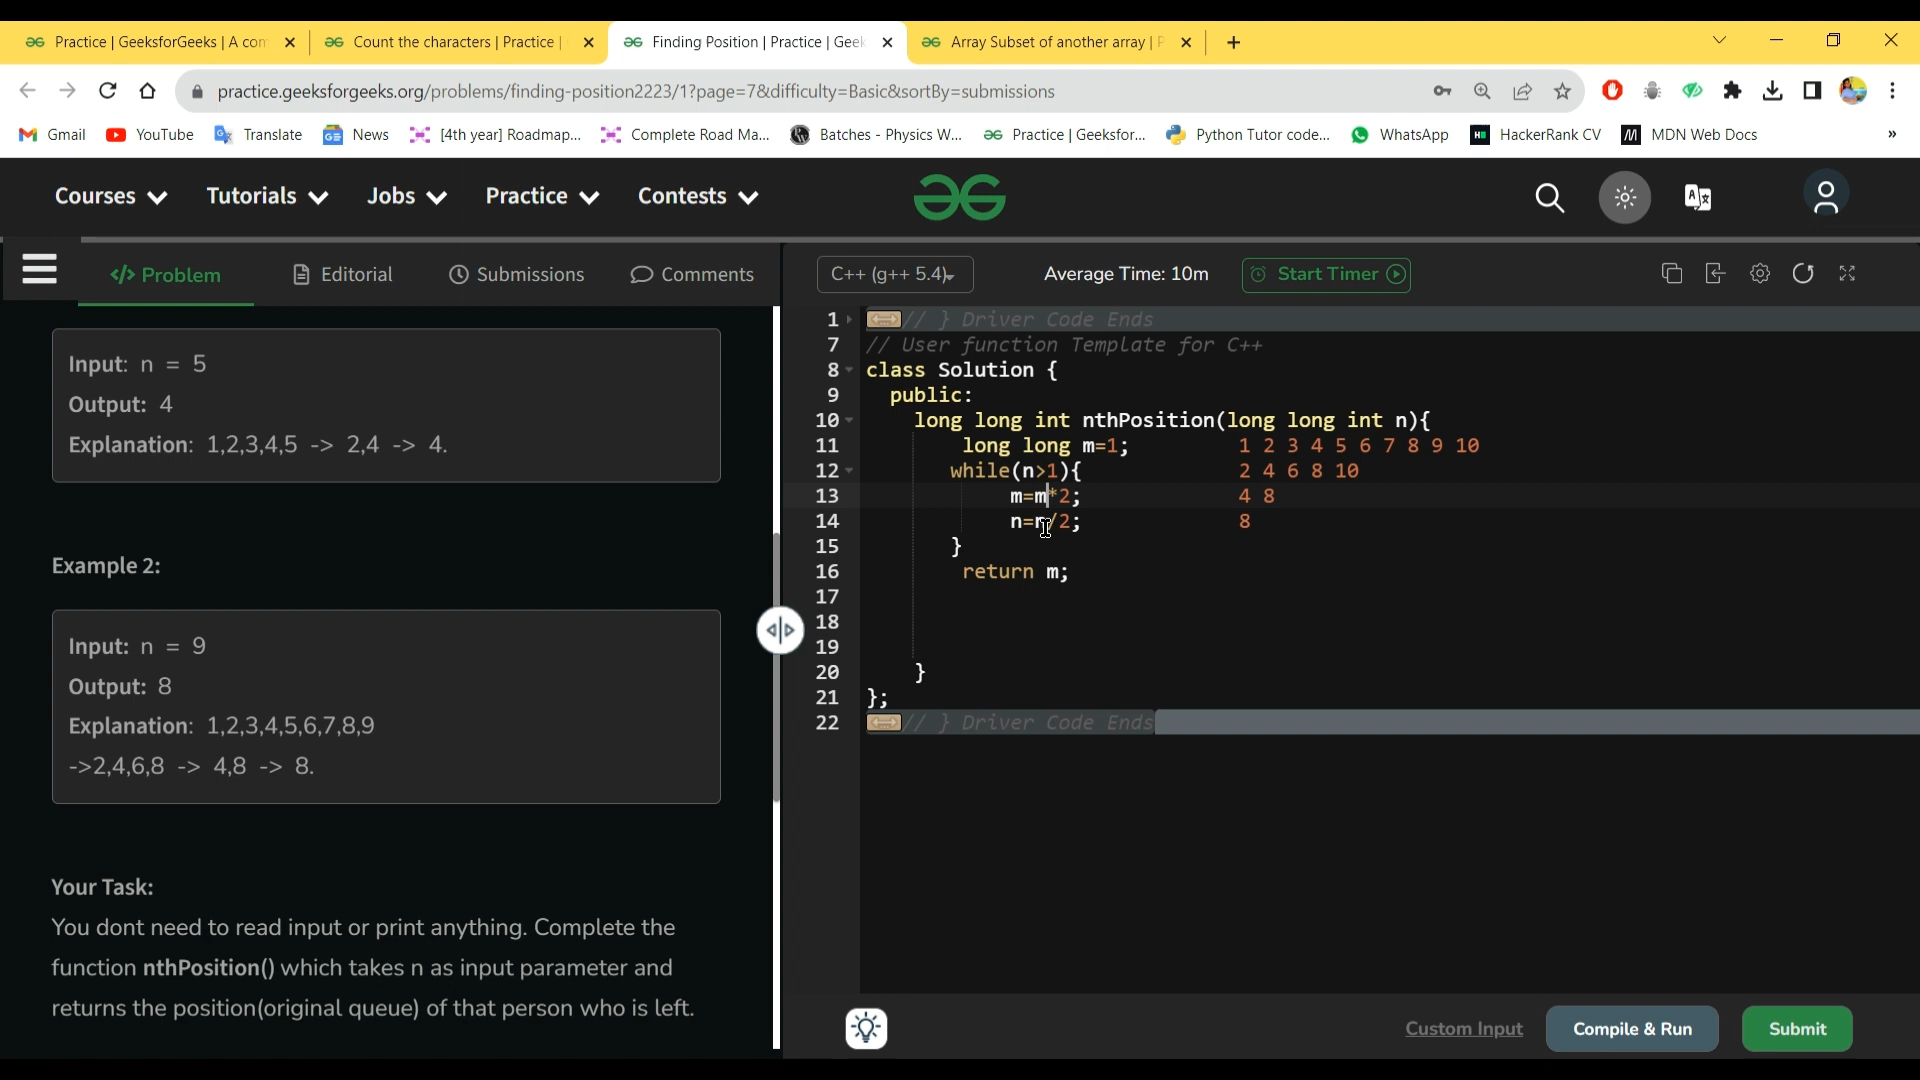 Practice | GeeksforGeeks | A com
Count the characters | Practice |
Finding Position | Practice | Geek
Array Subset of another array | P
practice.geeksforgeeks.org/problems/finding-position2223/1?page=7&difficulty=Basic&sortBy=submissions
Gmail YouTube Translate News [4th year] Roadmap... Complete Road Ma... Batches - Physics W... Practice | Geeksfor... Python Tutor code... WhatsApp HackerRank CV MDN Web Docs »
Courses Tutorials Jobs Practice Contests
</> Problem Editorial Submissions Comments
Input: n = 5
Output: 4
Explanation: 1,2,3,4,5 -> 2,4 -> 4.
Example 2:
Input: n = 9
Output: 8
Explanation: 1,2,3,4,5,6,7,8,9
->2,4,6,8 -> 4,8 -> 8.
Your Task:
You dont need to read input or print anything. Complete the
function nthPosition() which takes n as input parameter and
returns the position(original queue) of that person who is left.
C++ (g++ 5.4) Average Time: 10m Start Timer
1 // } Driver Code Ends
7 // User function Template for C++
8 class Solution {
9 public:
10 long long int nthPosition(long long int n){
11 long long m=1; 1 2 3 4 5 6 7 8 9 10
12 while(n>1){ 2 4 6 8 10
13 m=m*2; 4 8
14 n=n/2; 8
15 }
16 return m;
17
18
19
20 }
21 };
22 // } Driver Code Ends
Custom Input Compile & Run Submit